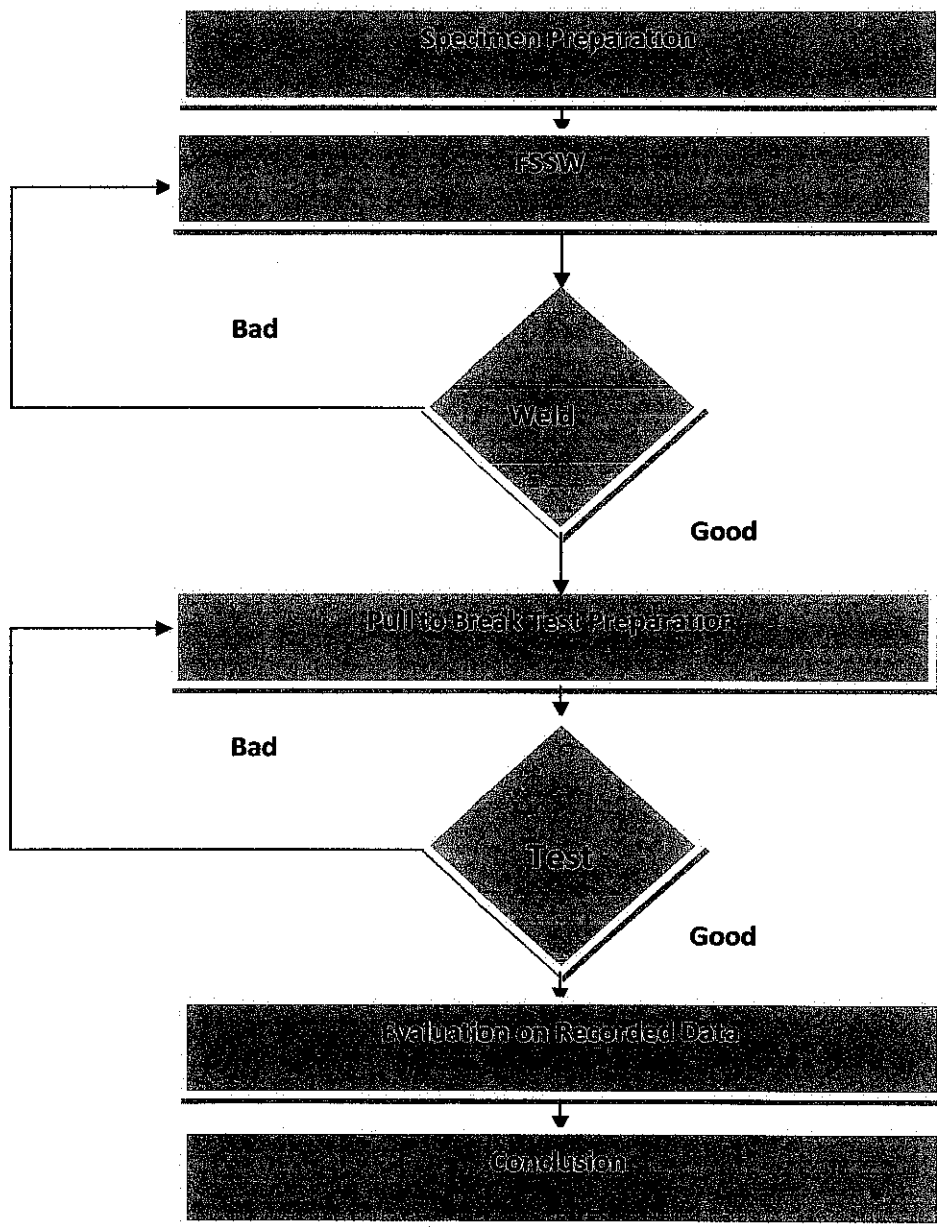 Specimen Preparation
FSSW
Bad
Weld
Good
Pull to Break Test Preparation
Bad
Test
Good
Evaluation on Recorded Data
Conclusion